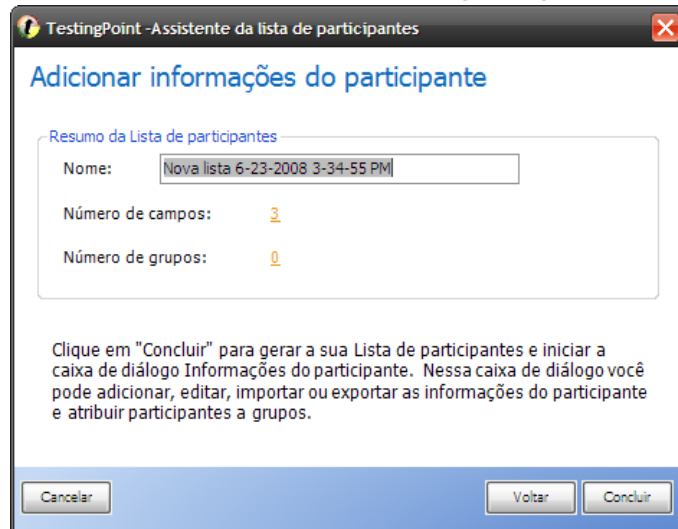 TestingPoint -Assistente da lista de participantes
Adicionar informações do participante
Resumo da Lista de participantes
Nome: Nova lista 6-23-2008 3-34-55 PM
Número de campos: 3
Número de grupos: 0
Clique em "Concluir" para gerar a sua Lista de participantes e iniciar a
caixa de diálogo Informações do participante. Nessa caixa de diálogo você
pode adicionar, editar, importar ou exportar as informações do participante
e atribuir participantes a grupos.
Cancelar Voltar Concluir